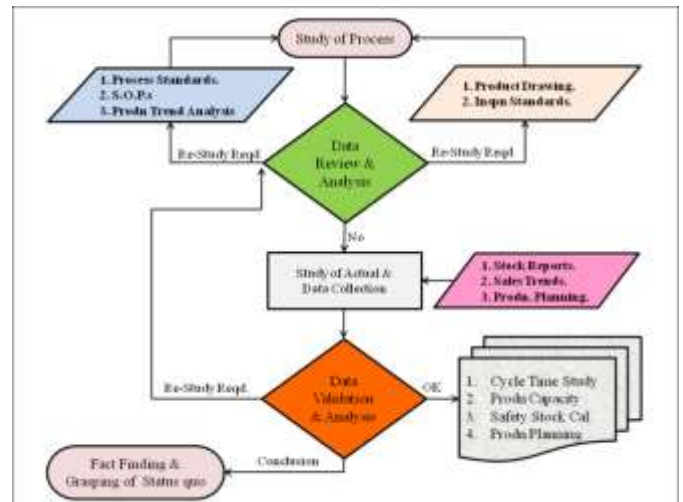 Study of Process
1. Process Standards.
2. S.O.P.s
3. Prodn Trend Analysis
1. Product Drawing.
2. Inspn Standards.
Data
Review &
Analysis
Re-Study Reqd.
Re-Study Reqd
No
Study of Actual &
Data Collection
1. Stock Reports.
2. Sales Trends.
3. Prodn. Planning.
Re-Study Reqd.
Data
Validation
& Analysis
OK
1. Cycle Time Study
2. Prodn Capacity
3. Safety Stock Cal
4. Prodn Planning
Conclusion
Fact Finding &
Grasping of Status quo